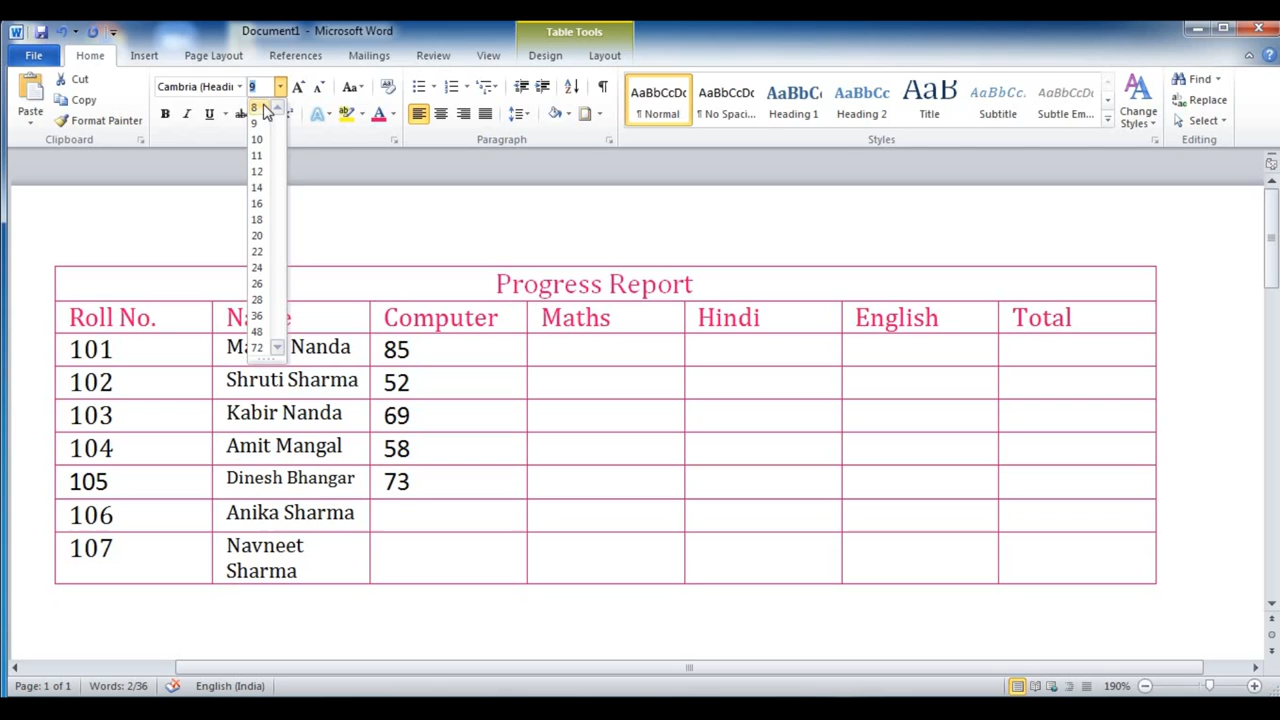 Document1 - Microsoft Word
Table Tools
File Home Insert Page Layout References Mailings Review View Design Layout
Cut
Copy
Format Painter
Paste
Clipboard
Cambria (Headi
9
B I U
Paragraph
AaBbCcDc AaBbCcDc AaBbC AaBbCc AaB AaBbCc. AaBbCcDc
¶ Normal ¶ No Spaci... Heading 1 Heading 2 Title Subtitle Subtle Em...
Styles
Change
Styles
Find
Replace
Select
Editing
8
9
10
11
12
14
16
18
20
22
24
26
28
36
48
72
Progress Report
Roll No. Computer Maths Hindi English Total
101 Nanda 85
102 Shruti Sharma 52
103 Kabir Nanda 69
104 Amit Mangal 58
105 Dinesh Bhangar 73
106 Anika Sharma
107 Navneet
Sharma
Page: 1 of 1 Words: 2/36 English (India) 190%